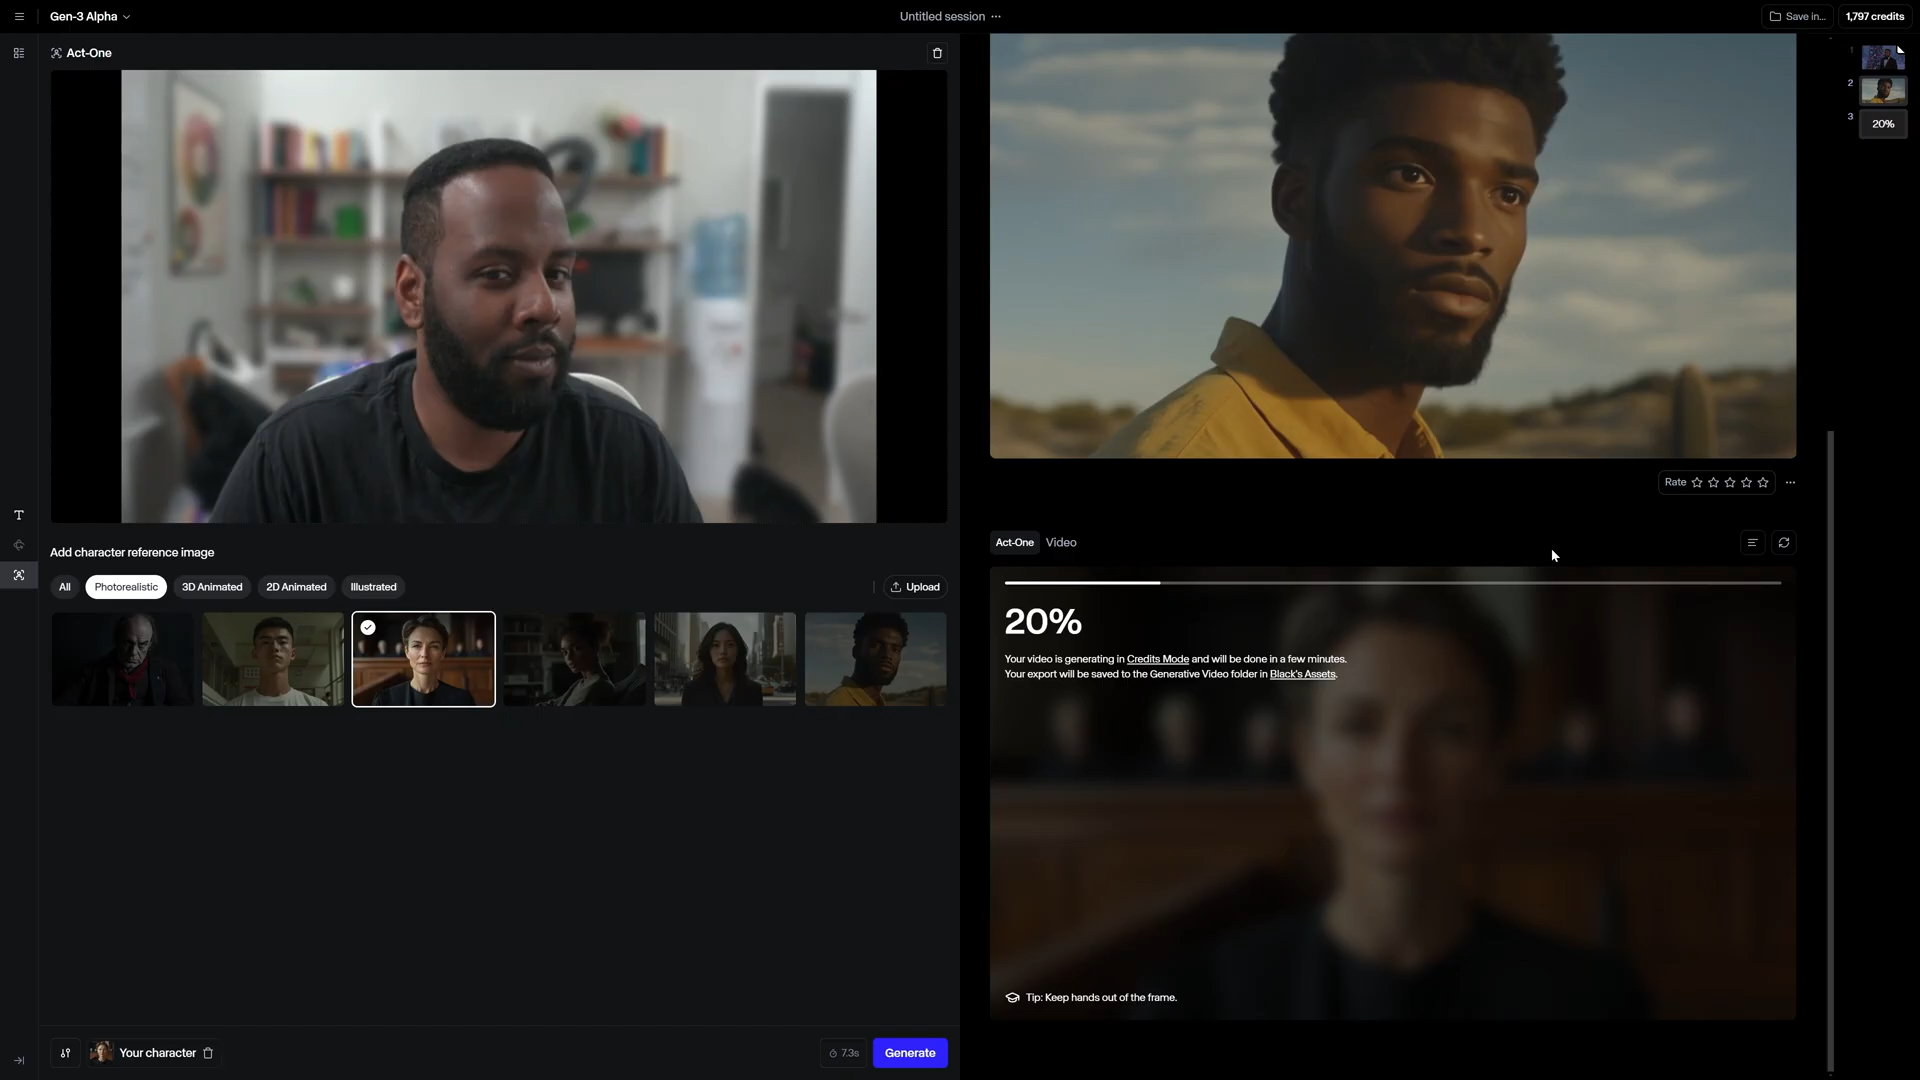 Gen-3 Alpha
Untitled session
Save in...
1,797 credits
Act-One
1
2
3
20%
Rate
Act-One Video
20%
Your video is generating in Credits Mode and will be done in a few minutes.
Your export will be saved to the Generative Video folder in Black's Assets.
Tip: Keep hands out of the frame.
Add character reference image
All
Photorealistic
3D Animated
2D Animated
Illustrated
Upload
Your character
7.3s
Generate